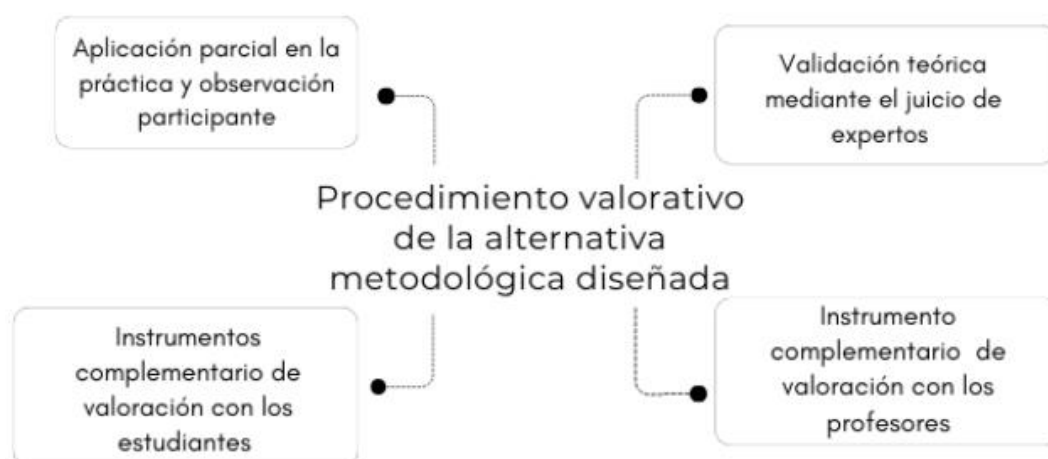 Aplicación parcial en la
práctica y observación
participante
Validación teórica
mediante el juicio de
expertos
Procedimiento valorativo
de la alternativa
metodológica diseñada
Instrumentos
complementario de
valoración con los
estudiantes
Instrumento
complementario de
valoración con los
profesores